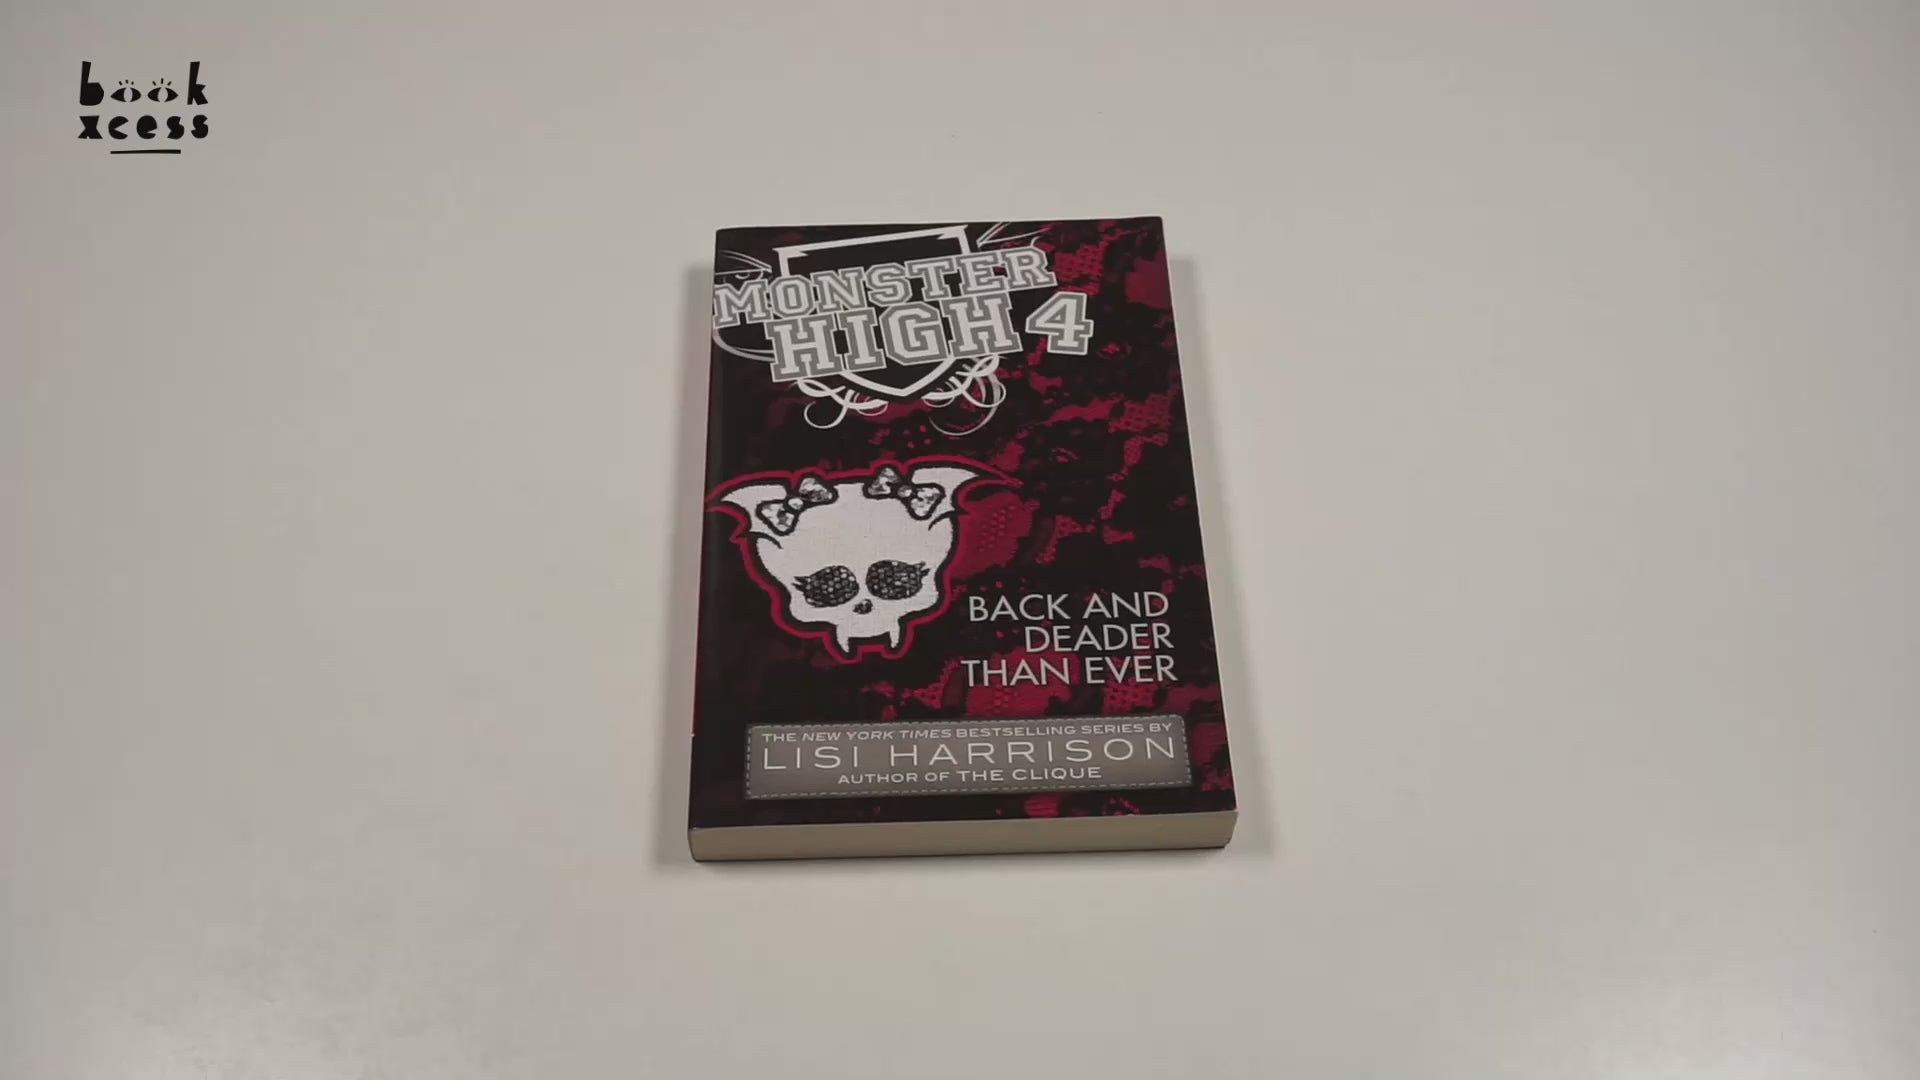 book
xcess
MONSTER
HIGH 4
BACK AND
DEADER
THAN EVER
THE NEW YORK TIMES BESTSELLING SERIES BY
LISI HARRISON
AUTHOR OF THE CLIQUE